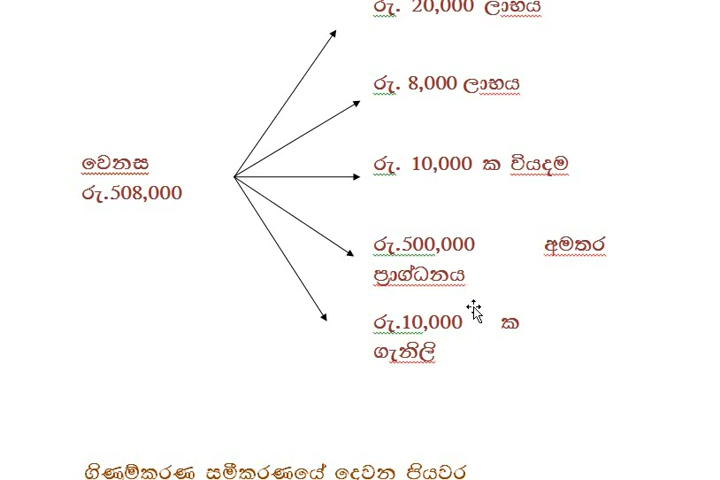 රු. 20,000 ලාභය
රු. 8,000 ලාභය
වෙනස
රු.508,000
රු. 10,000 ක වියදම
රු.500,000 අමතර
ප්‍රාග්ධනය
රු.10,000 ක
ගැනිලි
ගිණුම්කරණ සමීකරණයේ දෙවන පියවර